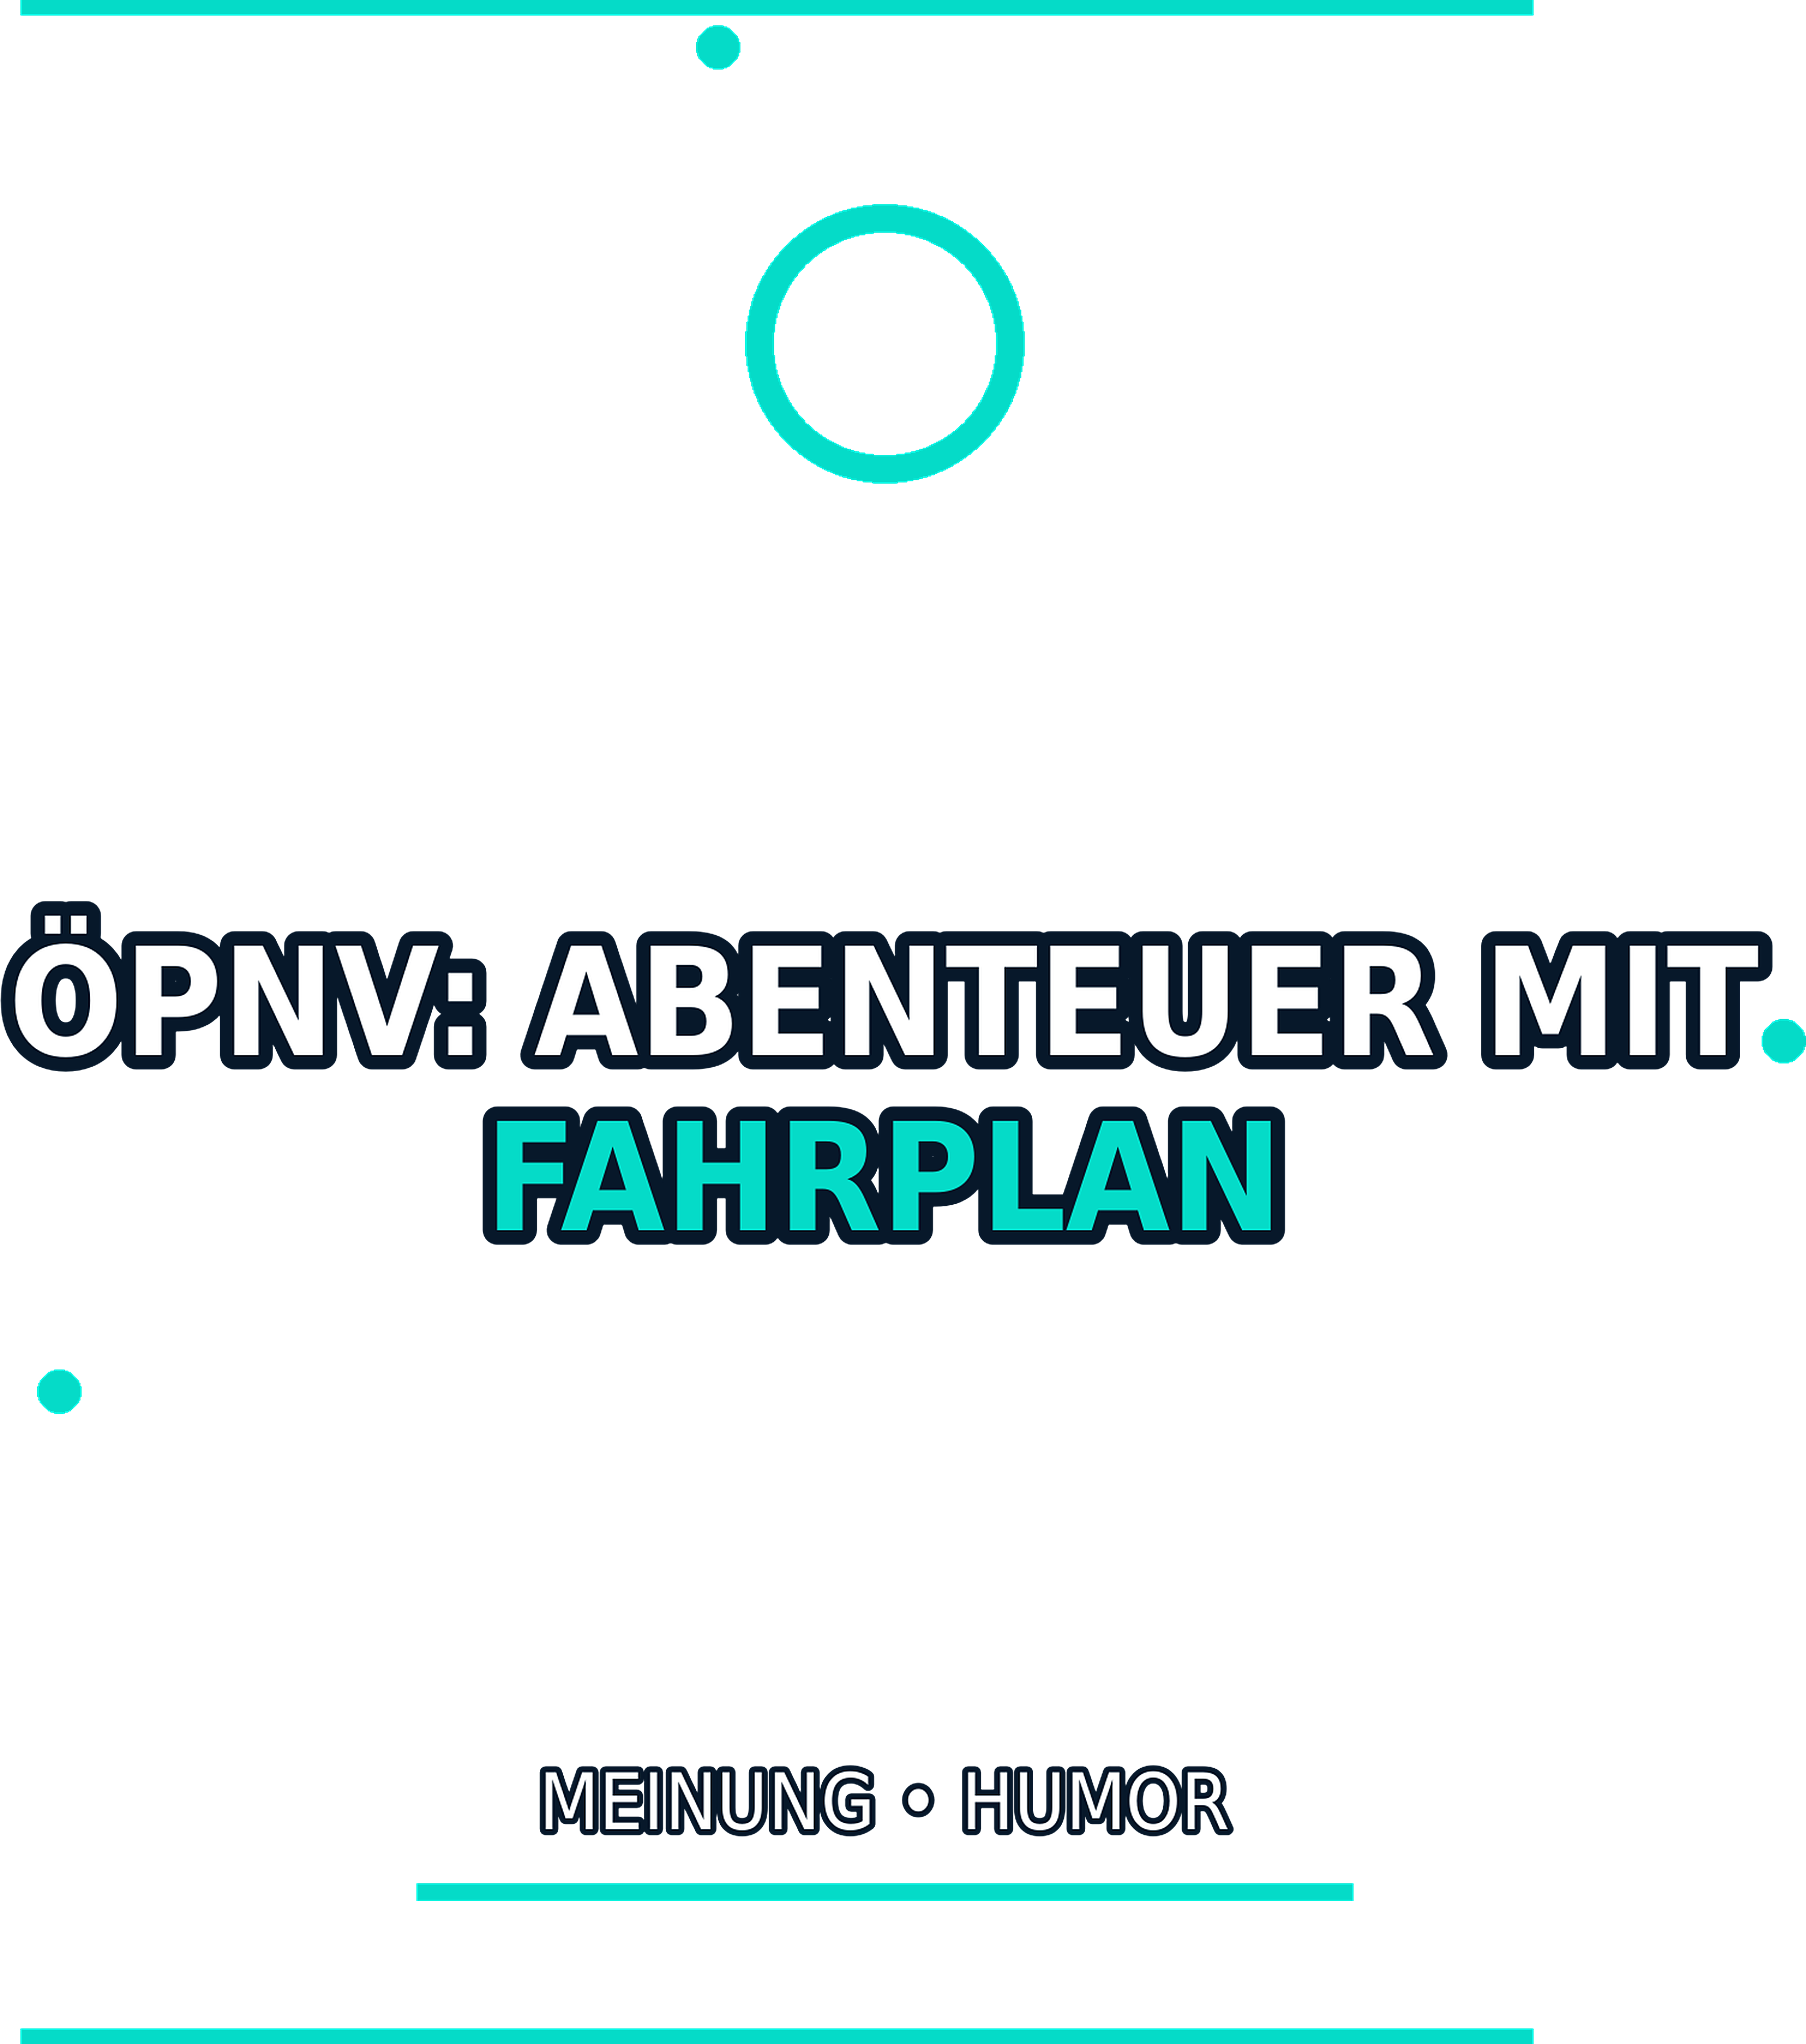 ÖPNV: ABENTEUER MIT
FAHRPLAN
MEINUNG • HUMOR